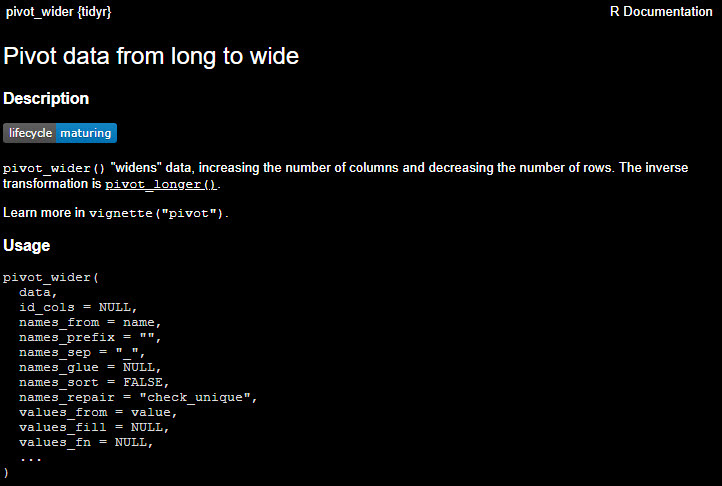 pivot_wider {tidyr} R Documentation
Pivot data from long to wide
Description
lifecycle maturing
pivot_wider() "widens" data, increasing the number of columns and decreasing the number of rows. The inverse
transformation is pivot_longer().
Learn more in vignette("pivot").
Usage
pivot_wider(
  data,
  id_cols = NULL,
  names_from = name,
  names_prefix = "",
  names_sep = "_",
  names_glue = NULL,
  names_sort = FALSE,
  names_repair = "check_unique",
  values_from = value,
  values_fill = NULL,
  values_fn = NULL,
  ...
)